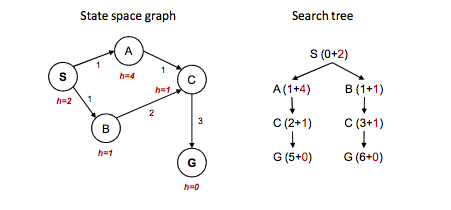 State space graph
Search tree
A
S
C
B
G
1
1
1
2
3
h=2
h=4
h=1
h=1
h=0
S (0+2)
A (1+4) B (1+1)
C (2+1) C (3+1)
G (5+0) G (6+0)